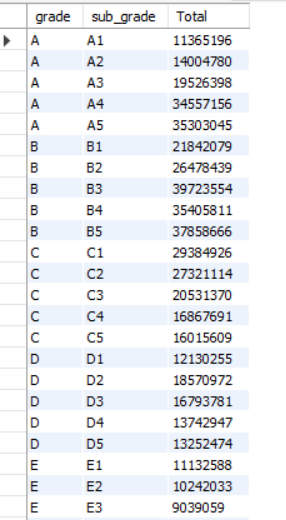 grade sub_grade Total
A A1 11365196
A A2 14004780
A A3 19526398
A A4 34557156
A A5 35303045
B B1 21842079
B B2 26478439
B B3 39723554
B B4 35405811
B B5 37858666
C C1 29384926
C C2 27321114
C C3 20531370
C C4 16867691
C C5 16015609
D D1 12130255
D D2 18570972
D D3 16793781
D D4 13742947
D D5 13252474
E E1 11132588
E E2 10242033
E E3 9039059